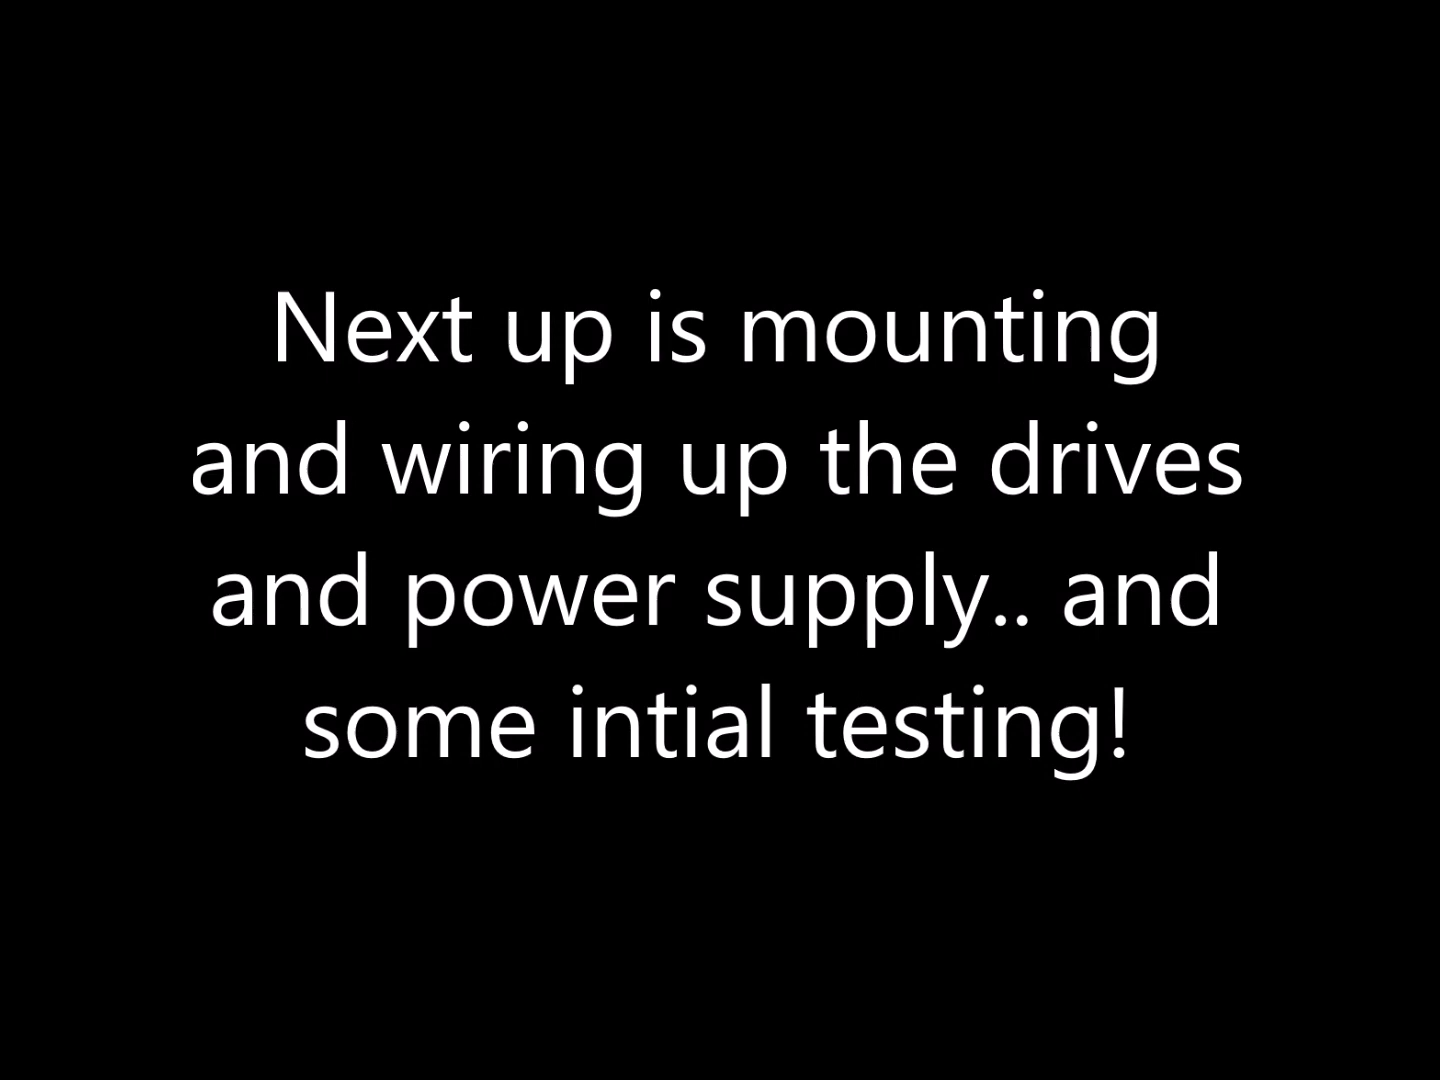 Next up is mounting
and wiring up the drives
and power supply.. and
some intial testing!